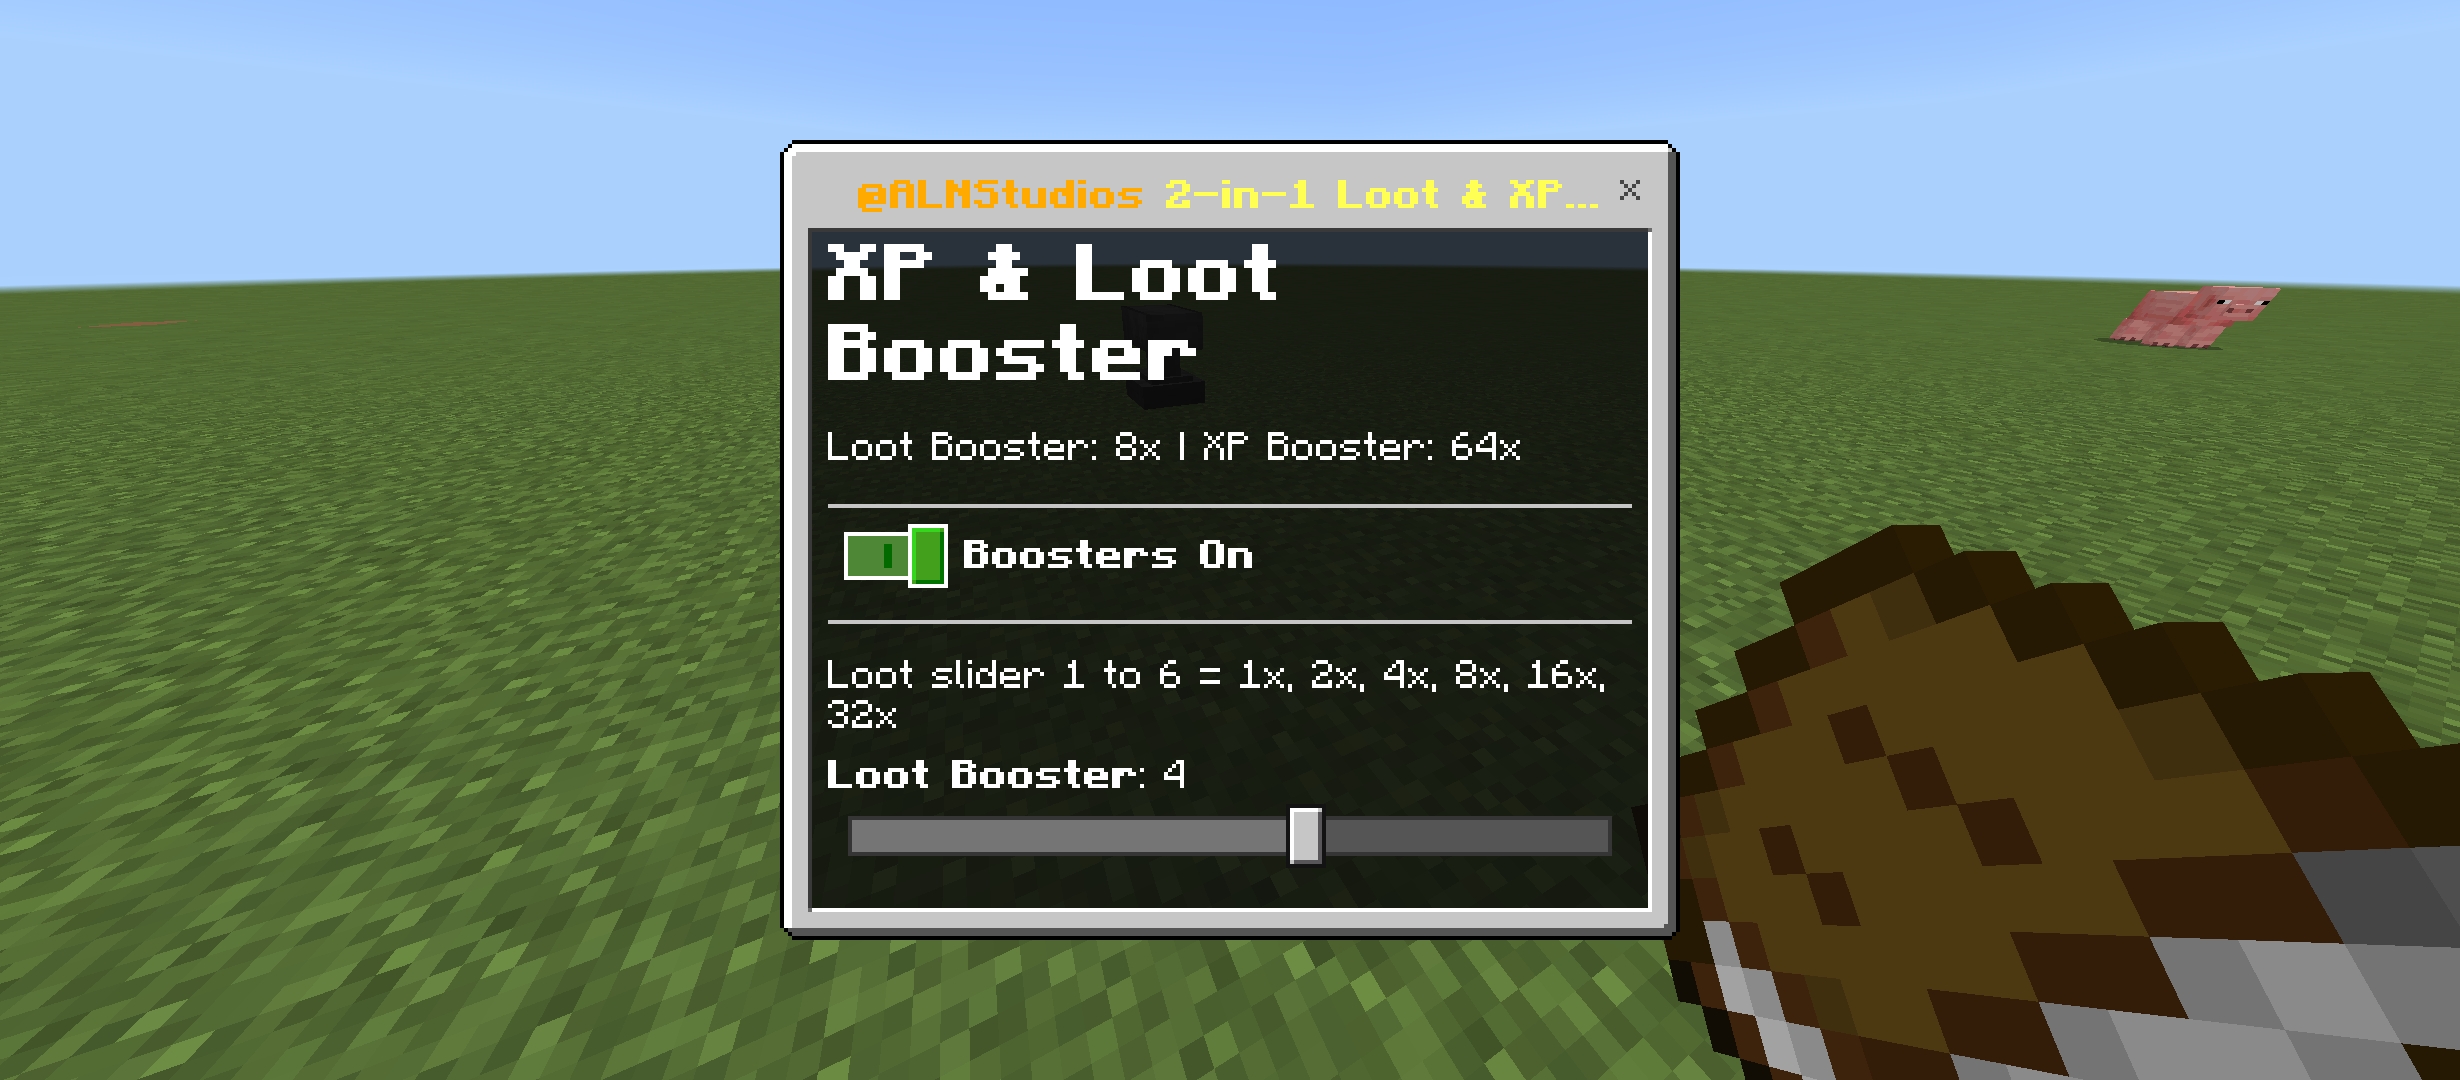 @ALNStudios 2-in-1 Loot & XP...
XP & Loot
Booster
Loot Booster: 8x | XP Booster: 64x
Boosters On
Loot slider 1 to 6 = 1x, 2x, 4x, 8x, 16x,
32x
Loot Booster: 4